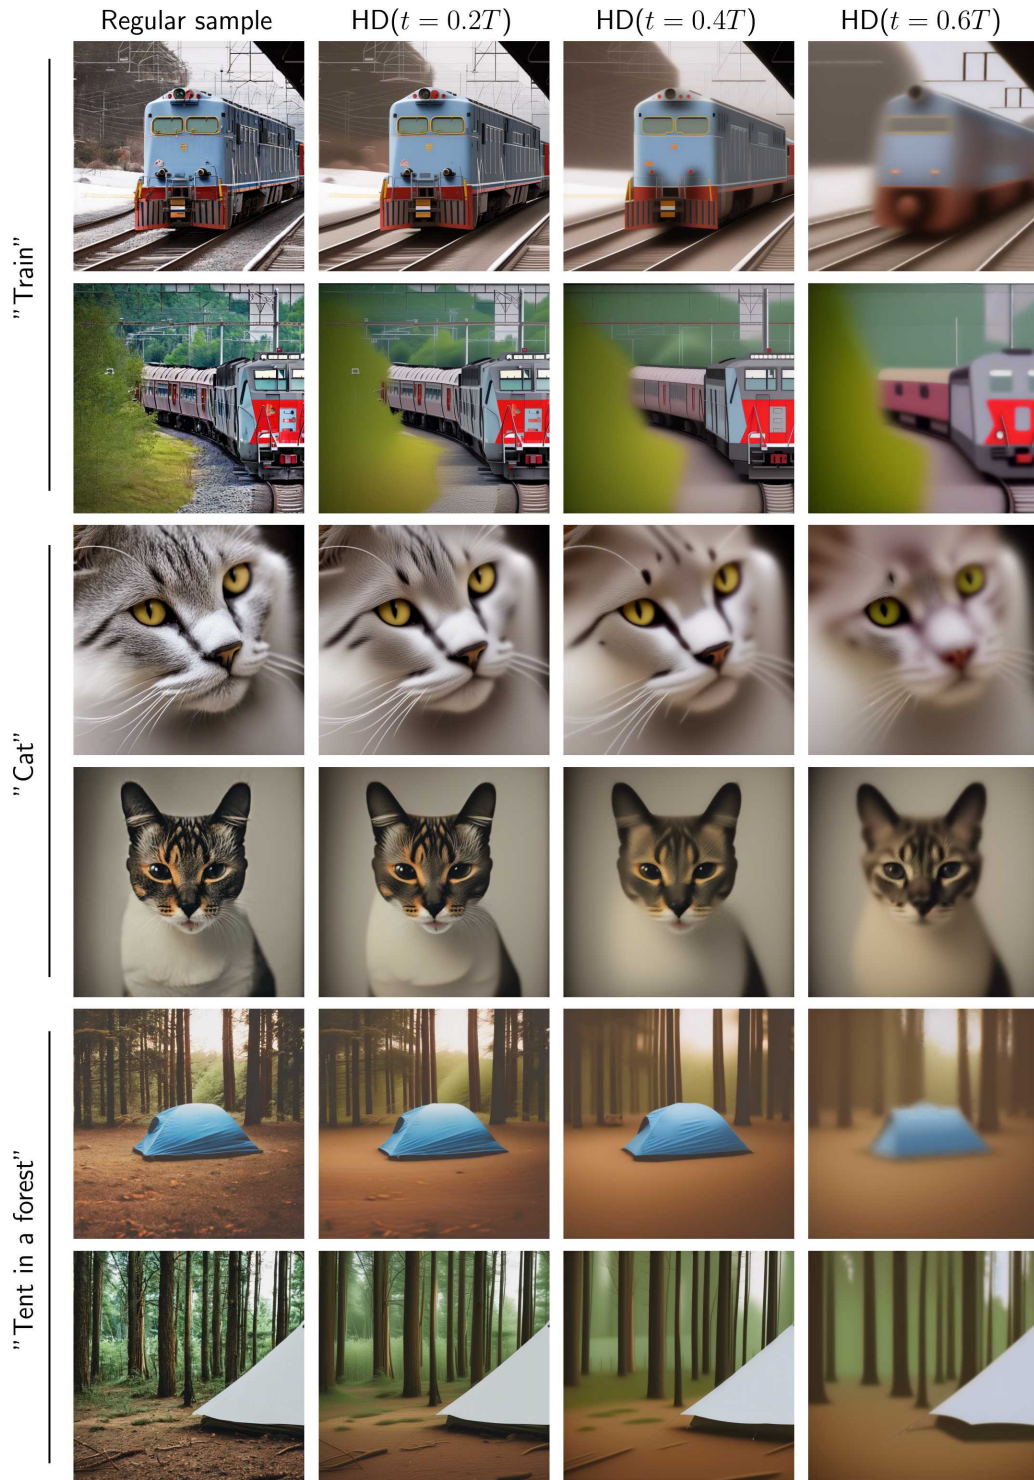 Regular sample
HD(t = 0.2T)
HD(t = 0.4T)
HD(t = 0.6T)
"Train"
"Cat"
"Tent in a forest"